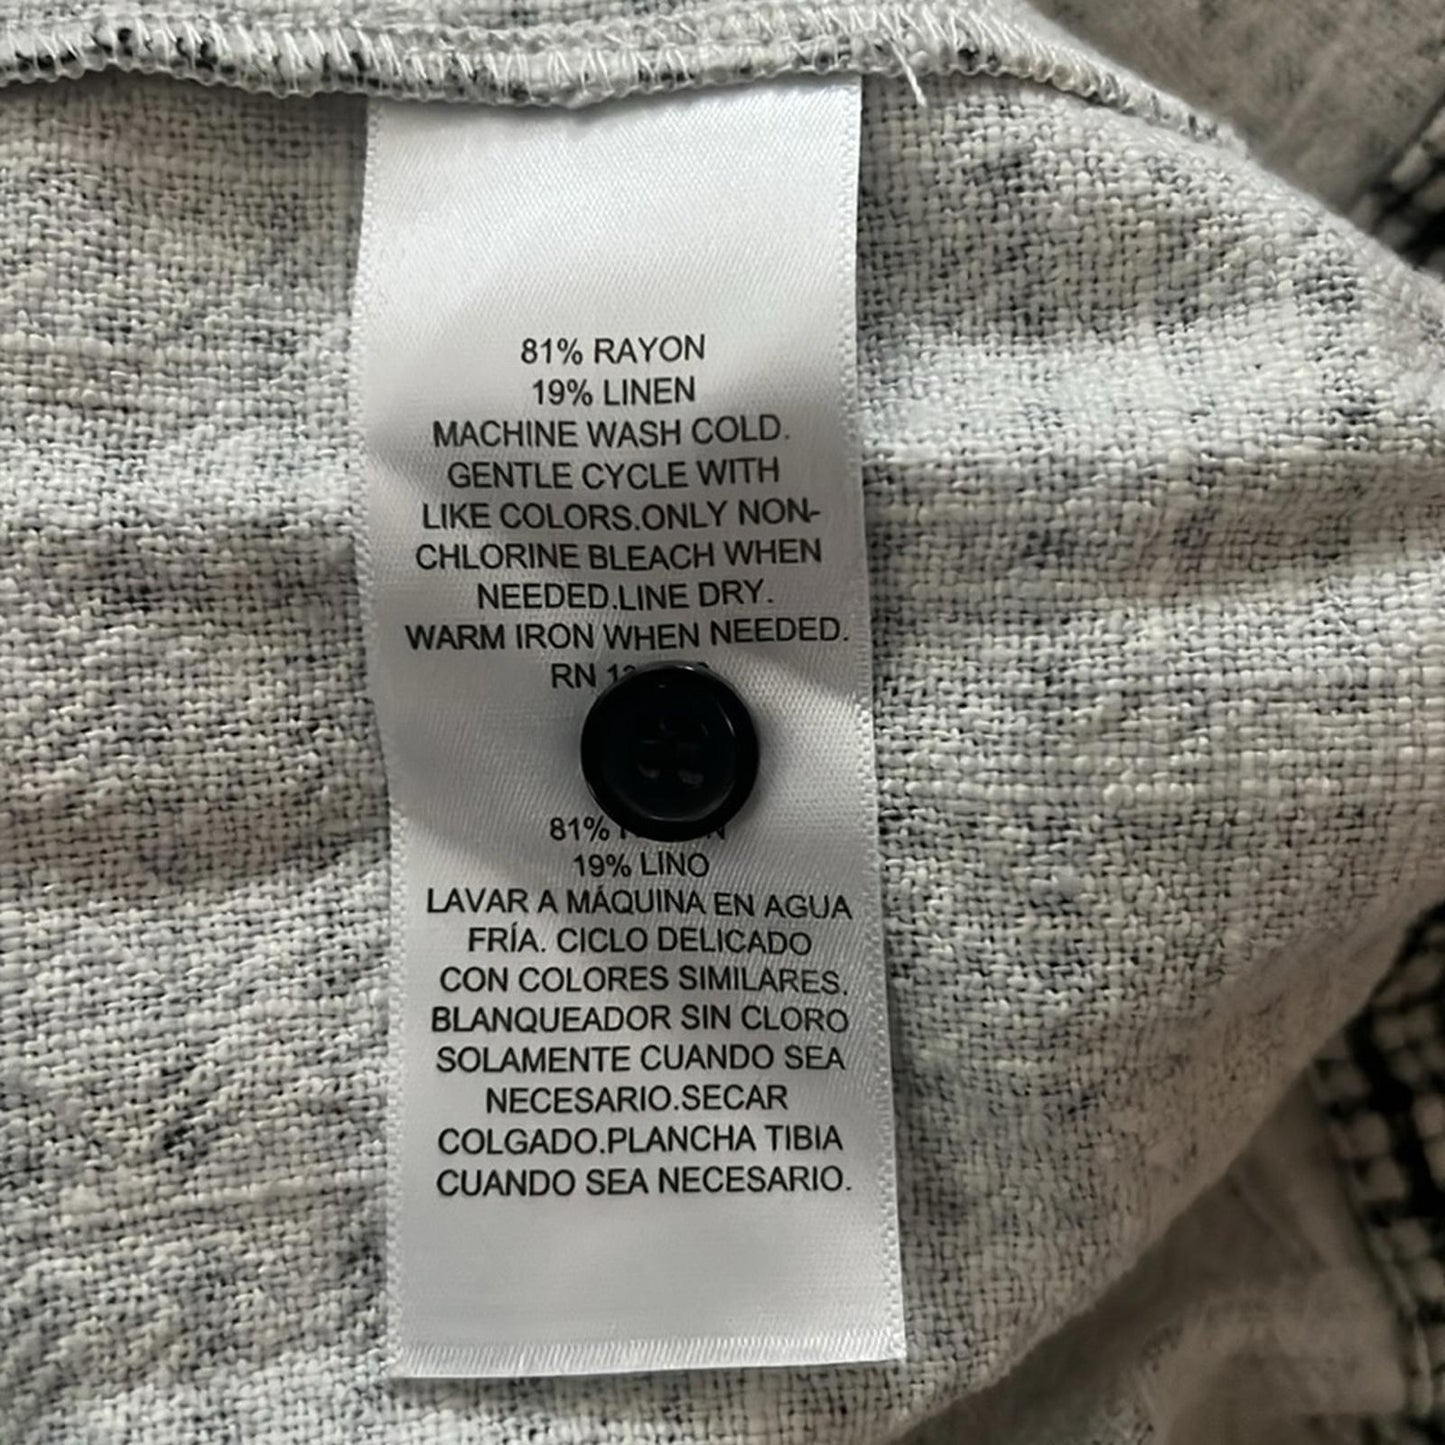 81% RAYON
19% LINEN
MACHINE WASH COLD.
GENTLE CYCLE WITH
LIKE COLORS.ONLY NON-
CHLORINE BLEACH WHEN
NEEDED.LINE DRY.
WARM IRON WHEN NEEDED.
RN
81%
19% LINO
LAVAR A MÁQUINA EN AGUA
FRÍA. CICLO DELICADO
CON COLORES SIMILARES.
BLANQUEADOR SIN CLORO
SOLAMENTE CUANDO SEA
NECESARIO.SECAR
COLGADO.PLANCHA TIBIA
CUANDO SEA NECESARIO.